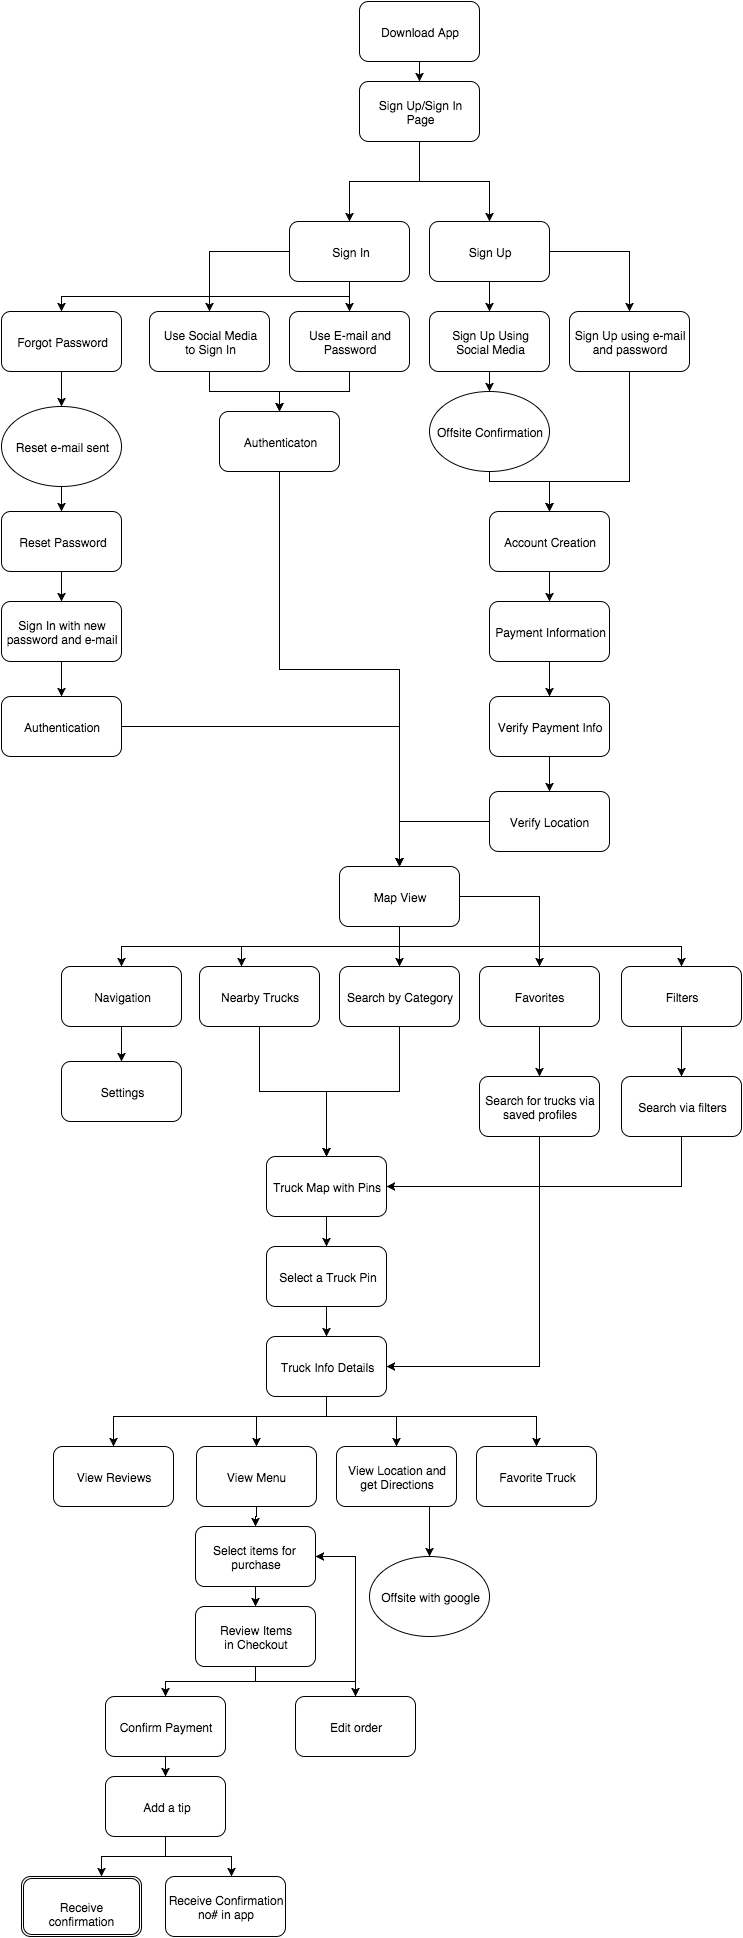 Download App
Sign Up/Sign In
Page
Sign In
Sign Up
Forgot Password
Use Social Media
to Sign In
Use E-mail and
Password
Sign Up Using
Social Media
Sign Up using e-mail
and password
Reset e-mail sent
Authenticaton
Offsite Confirmation
Reset Password
Account Creation
Sign In with new
password and e-mail
Payment Information
Authentication
Verify Payment Info
Verify Location
Map View
Navigation
Nearby Trucks
Search by Category
Favorites
Filters
Settings
Search for trucks via
saved profiles
Search via filters
Truck Map with Pins
Select a Truck Pin
Truck Info Details
View Reviews
View Menu
View Location and
get Directions
Favorite Truck
Select items for
purchase
Offsite with google
Review Items
in Checkout
Confirm Payment
Edit order
Add a tip
Receive
confirmation
Receive Confirmation
no# in app